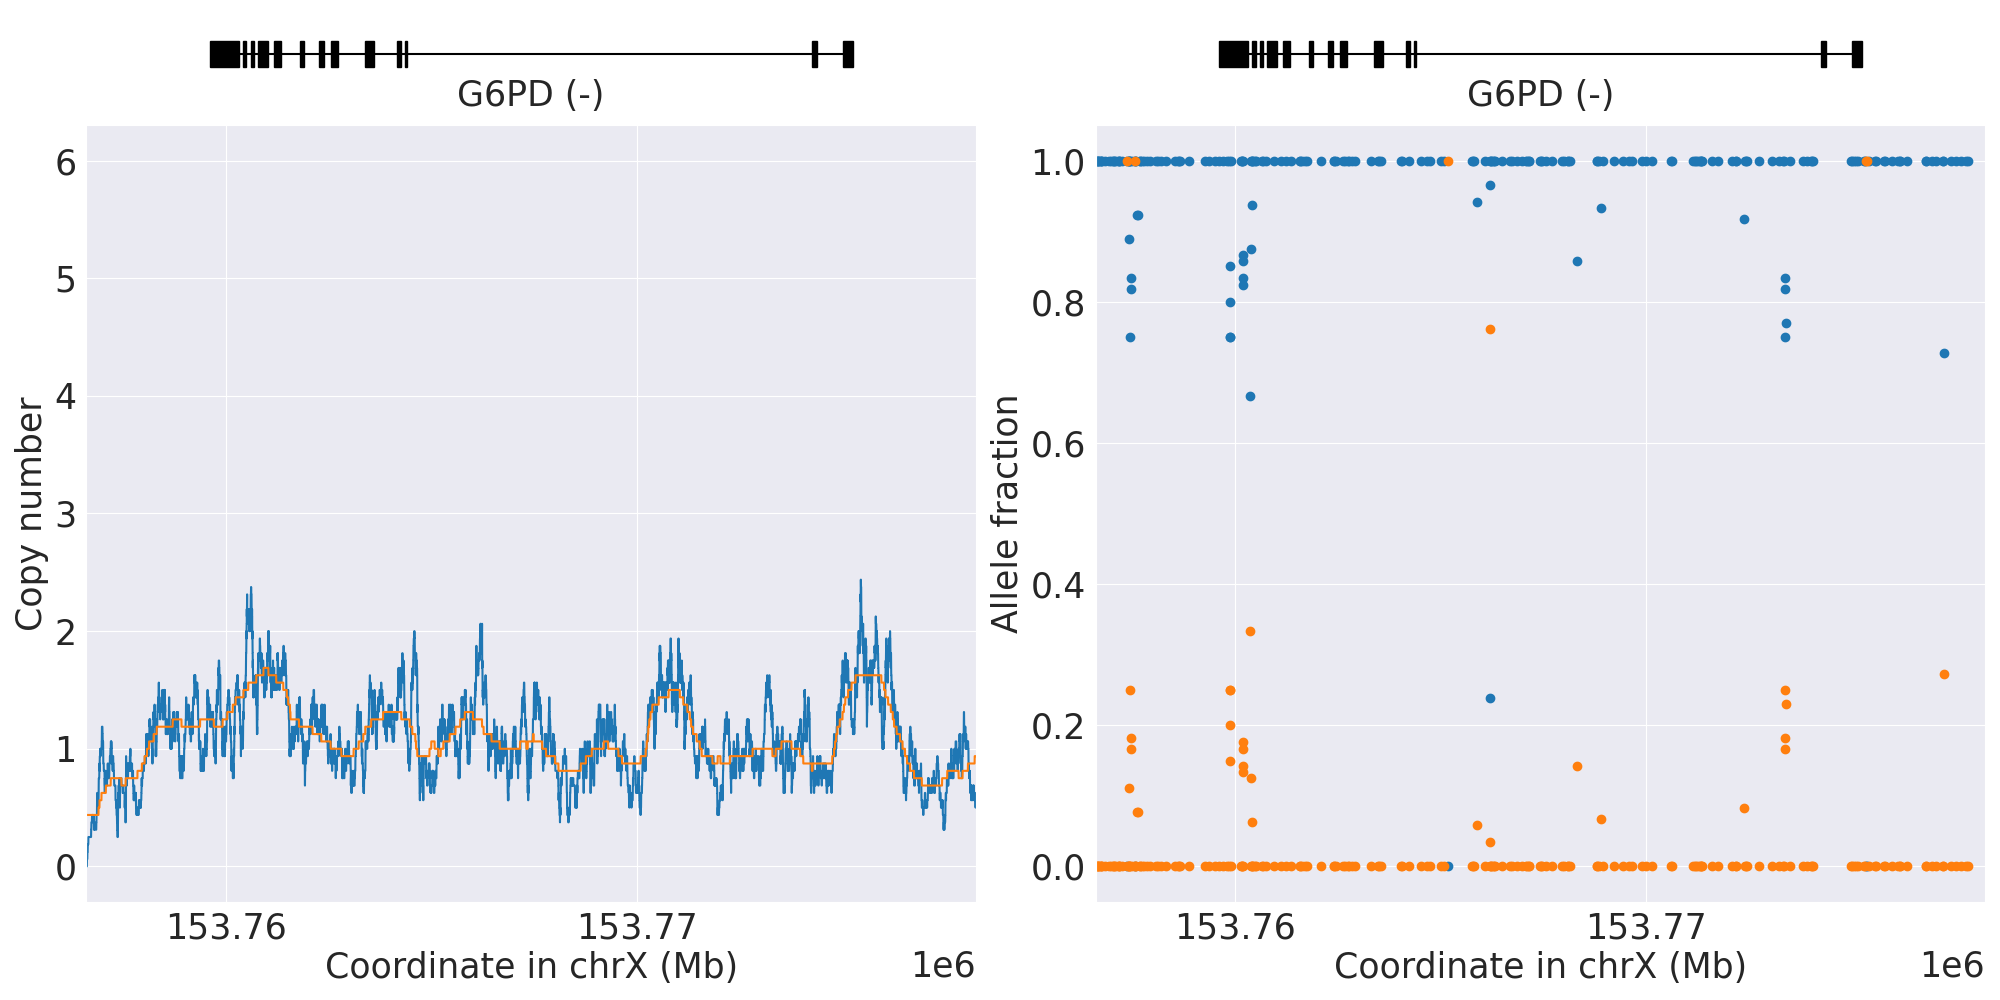 G6PD (-)
6
5
4
3
2
1
0
Copy number
153.76
153.77
Coordinate in chrX (Mb)
1e6
G6PD (-)
1.0
0.8
0.6
0.4
0.2
0.0
Allele fraction
153.76
153.77
Coordinate in chrX (Mb)
1e6